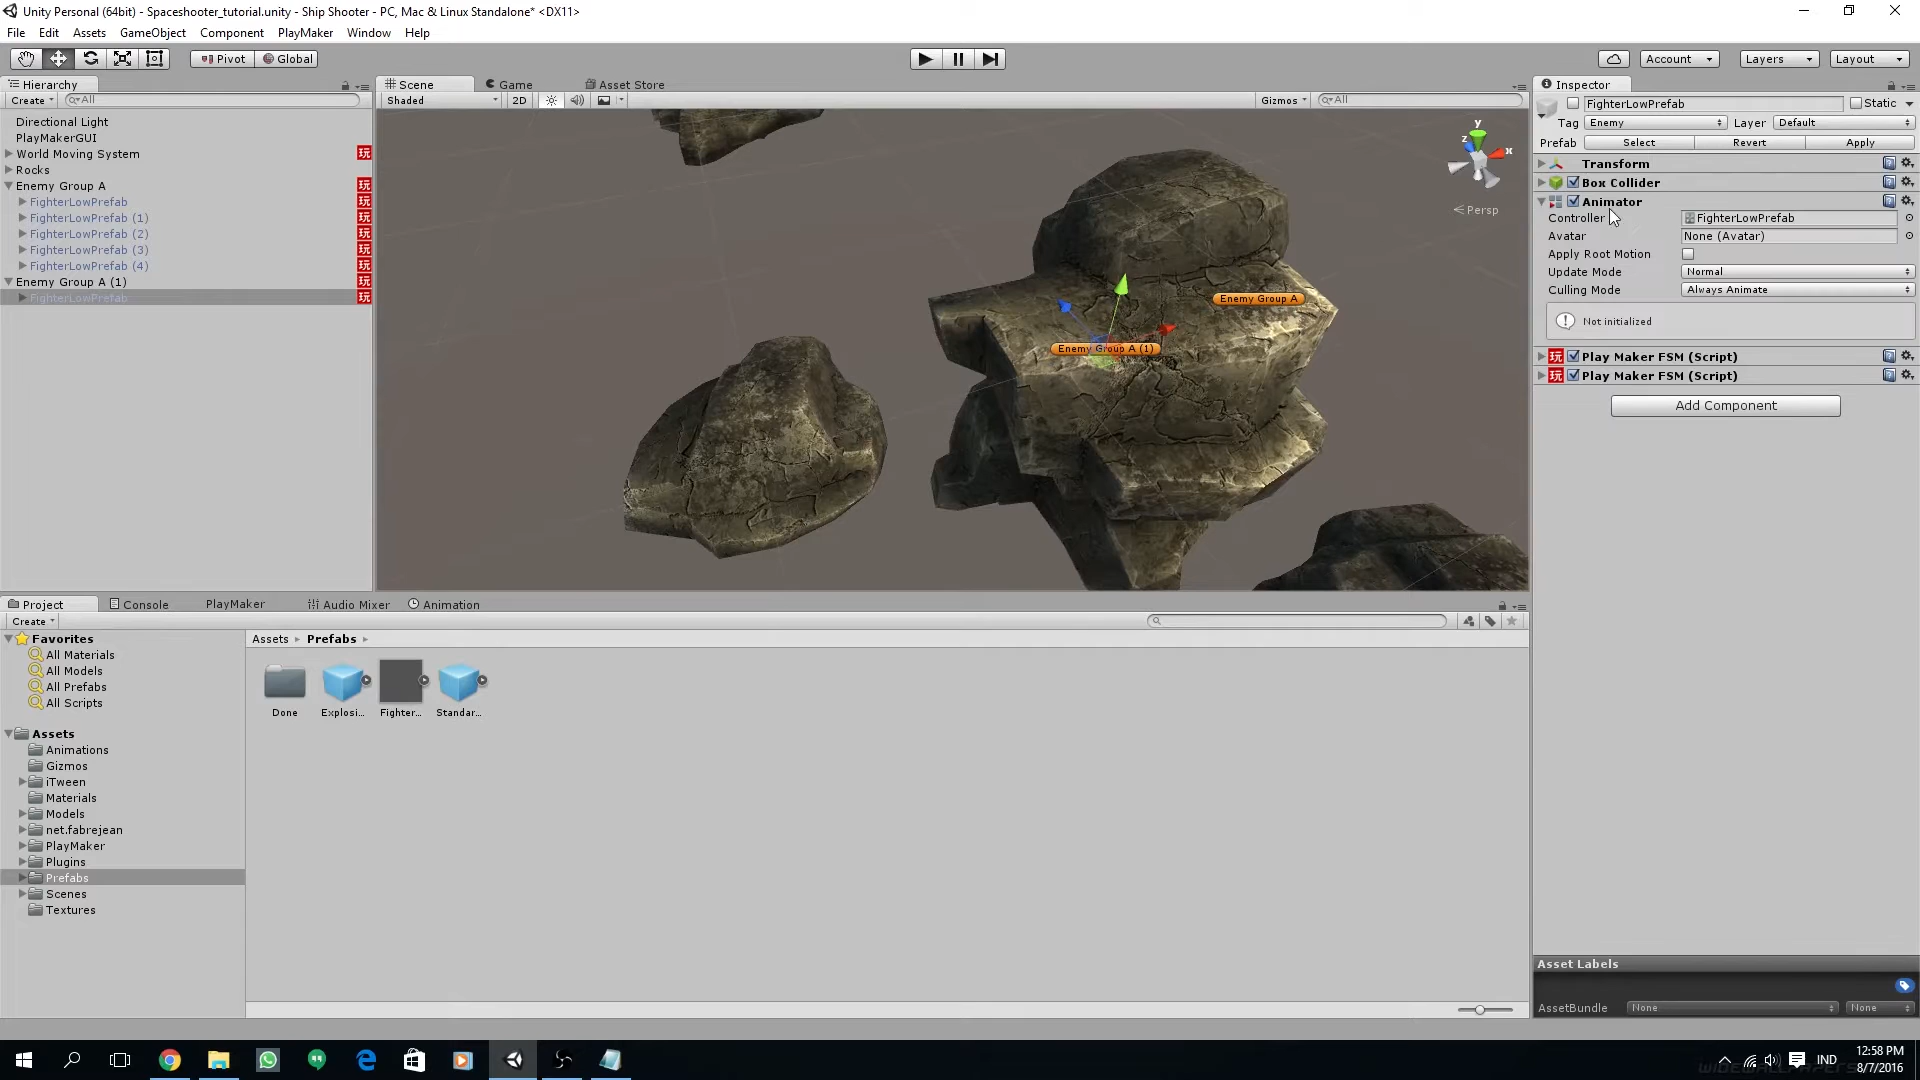 Unity Personal (64bit) - Spaceshooter_tutorial.unity - Ship Shooter - PC, Mac & Linux Standalone* <DX11>
File Edit Assets GameObject Component PlayMaker Window Help
Pivot Global
Account Layers Layout
Hierarchy
Create All
Directional Light
PlayMakerGUI
World Moving System
Rocks
Enemy Group A
FighterLowPrefab
FighterLowPrefab (1)
FighterLowPrefab (2)
FighterLowPrefab (3)
FighterLowPrefab (4)
Enemy Group A (1)
FighterLowPrefab
Scene Game Asset Store
Shaded 2D Gizmos All
y
z
x
Persp
Enemy Group A
Enemy Group A (1)
Inspector
FighterLowPrefab Static
Tag Enemy Layer Default
Prefab Select Revert Apply
Transform
Box Collider
Animator
Controller FighterLowPrefab
Avatar None (Avatar)
Apply Root Motion
Update Mode Normal
Culling Mode Always Animate
Not initialized
玩 Play Maker FSM (Script)
玩 Play Maker FSM (Script)
Add Component
Asset Labels
AssetBundle None None
Project Console PlayMaker Audio Mixer Animation
Create
Favorites
All Materials
All Models
All Prefabs
All Scripts
Assets
Animations
Gizmos
iTween
Materials
Models
net.fabrejean
PlayMaker
Plugins
Prefabs
Scenes
Textures
Assets Prefabs
Done Explosi... Fighter... Standar...
IND
12:58 PM
8/7/2016